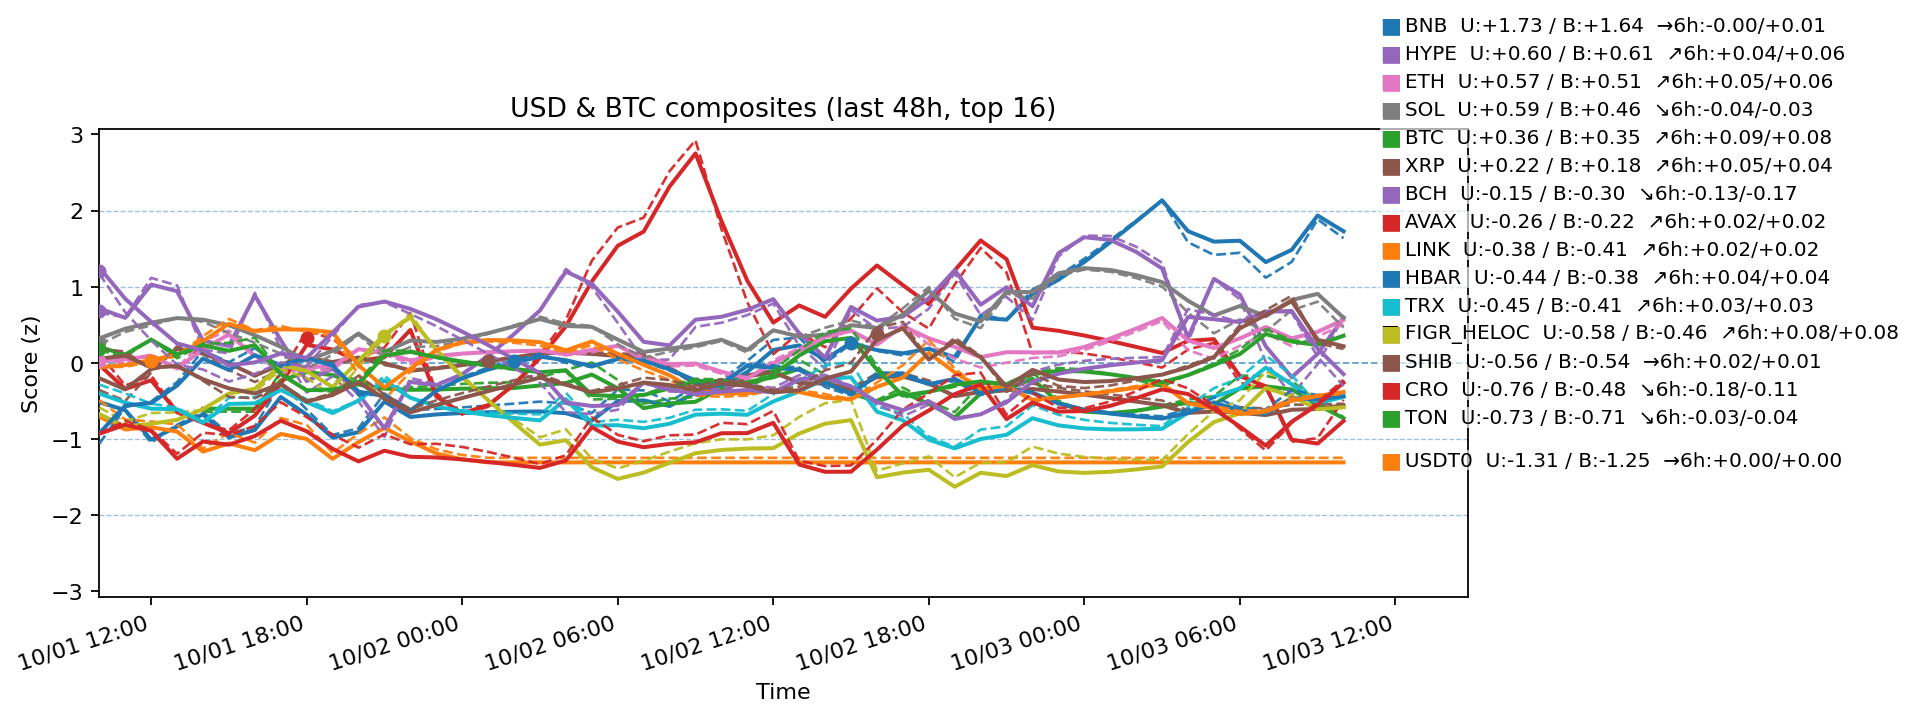 USD & BTC composites (last 48h, top 16)
BNB  U:+1.73 / B:+1.64  →6h:-0.00/+0.01
HYPE  U:+0.60 / B:+0.61  ↗6h:+0.04/+0.06
ETH  U:+0.57 / B:+0.51  ↗6h:+0.05/+0.06
SOL  U:+0.59 / B:+0.46  ↘6h:-0.04/-0.03
BTC  U:+0.36 / B:+0.35  ↗6h:+0.09/+0.08
XRP  U:+0.22 / B:+0.18  ↗6h:+0.05/+0.04
BCH  U:-0.15 / B:-0.30  ↘6h:-0.13/-0.17
AVAX  U:-0.26 / B:-0.22  ↗6h:+0.02/+0.02
LINK  U:-0.38 / B:-0.41  ↗6h:+0.02/+0.02
HBAR  U:-0.44 / B:-0.38  ↗6h:+0.04/+0.04
TRX  U:-0.45 / B:-0.41  ↗6h:+0.03/+0.03
FIGR_HELOC  U:-0.58 / B:-0.46  ↗6h:+0.08/+0.08
SHIB  U:-0.56 / B:-0.54  →6h:+0.02/+0.01
CRO  U:-0.76 / B:-0.48  ↘6h:-0.18/-0.11
TON  U:-0.73 / B:-0.71  ↘6h:-0.03/-0.04
USDT0  U:-1.31 / B:-1.25  →6h:+0.00/+0.00
Score (z)
3
2
1
0
−1
−2
−3
10/01 12:00
10/01 18:00
10/02 00:00
10/02 06:00
10/02 12:00
10/02 18:00
10/03 00:00
10/03 06:00
10/03 12:00
Time